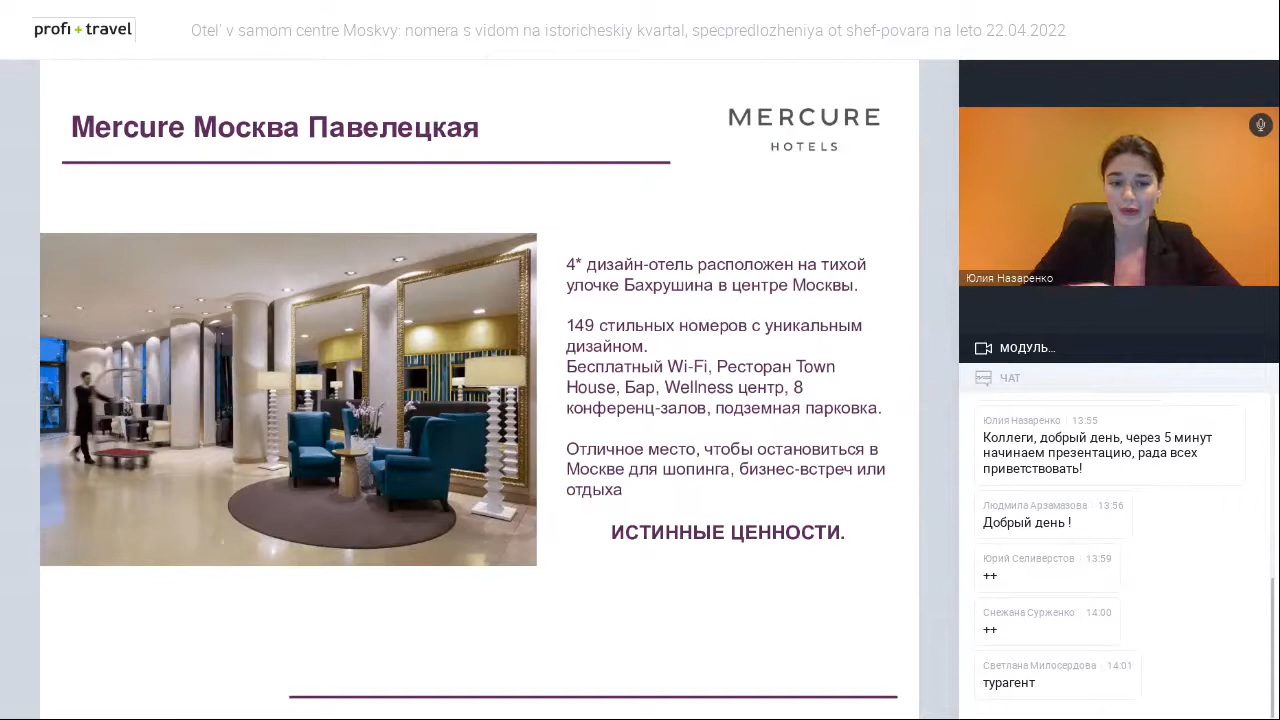 profi + travel
Otel' v samom centre Moskvy: nomera s vidom na istoricheskiy kvartal, specpredlozheniya ot shef-povara na leto 22.04.2022
Mercure Москва Павелецкая
MERCURE
HOTELS
4* дизайн-отель расположен на тихой
улочке Бахрушина в центре Москвы.
149 стильных номеров с уникальным
дизайном.
Бесплатный Wi-Fi, Ресторан Town
House, Бар, Wellness центр, 8
конференц-залов, подземная парковка.
Отличное место, чтобы остановиться в
Москве для шопинга, бизнес-встреч или
отдыха
ИСТИННЫЕ ЦЕННОСТИ.
Юлия Назаренко
МОДУЛЬ...
ЧАТ
Юлия Назаренко 13:55
Коллеги, добрый день, через 5 минут
начинаем презентацию, рада всех
приветствовать!
Людмила Арзамазова · 13:56
Добрый день !
Юрий Селивёрстов · 13:59
++
Снежана Сурженко · 14:00
++
Светлана Милосердова · 14:01
турагент